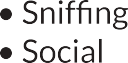 • Sniffing
• Social